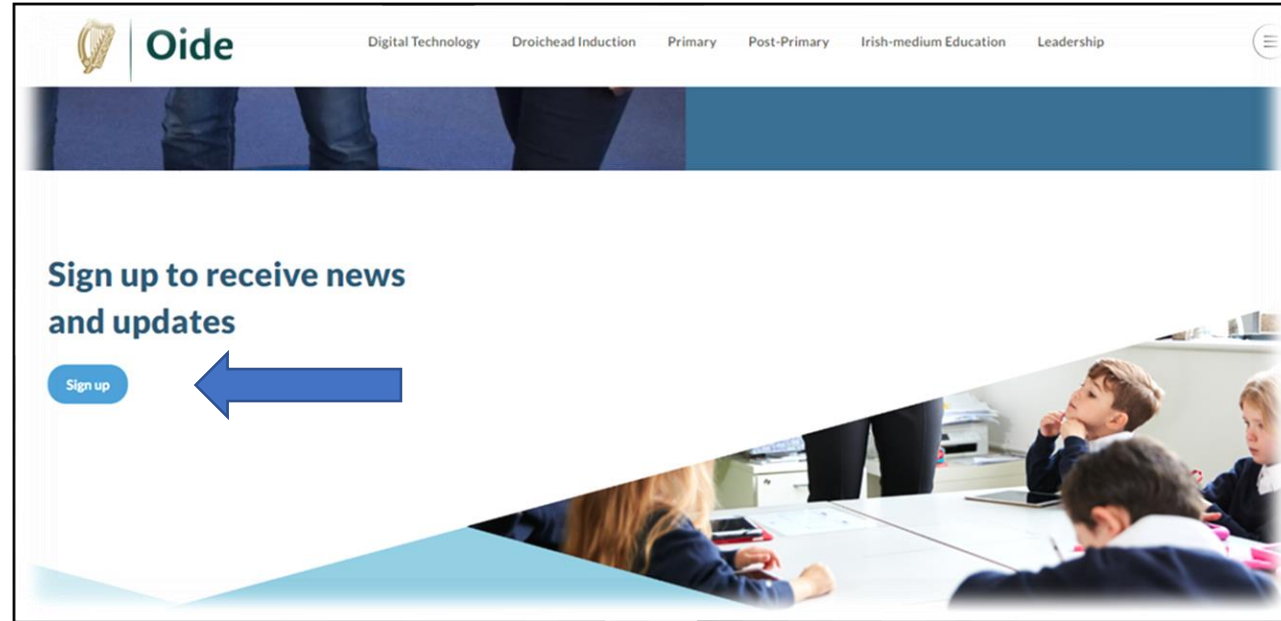 Oide
Digital Technology Droichead Induction Primary Post-Primary Irish-medium Education Leadership
Sign up to receive news
and updates
Sign up